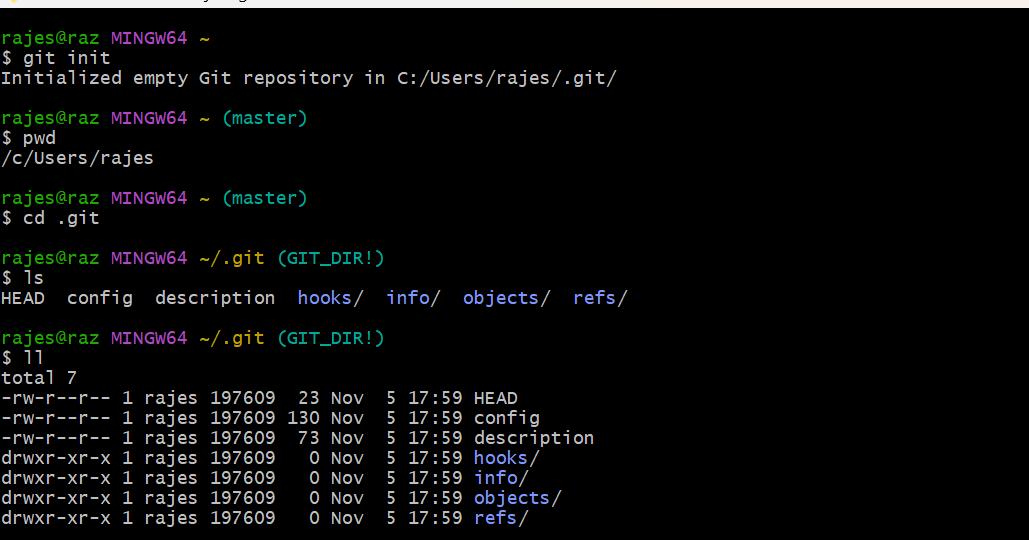 rajes@raz MINGW64 ~
$ git init
Initialized empty Git repository in C:/Users/rajes/.git/

rajes@raz MINGW64 ~ (master)
$ pwd
/c/Users/rajes

rajes@raz MINGW64 ~ (master)
$ cd .git

rajes@raz MINGW64 ~/.git (GIT_DIR!)
$ ls
HEAD  config  description  hooks/  info/  objects/  refs/

rajes@raz MINGW64 ~/.git (GIT_DIR!)
$ ll
total 7
-rw-r--r-- 1 rajes 197609  23 Nov  5 17:59 HEAD
-rw-r--r-- 1 rajes 197609 130 Nov  5 17:59 config
-rw-r--r-- 1 rajes 197609  73 Nov  5 17:59 description
drwxr-xr-x 1 rajes 197609   0 Nov  5 17:59 hooks/
drwxr-xr-x 1 rajes 197609   0 Nov  5 17:59 info/
drwxr-xr-x 1 rajes 197609   0 Nov  5 17:59 objects/
drwxr-xr-x 1 rajes 197609   0 Nov  5 17:59 refs/